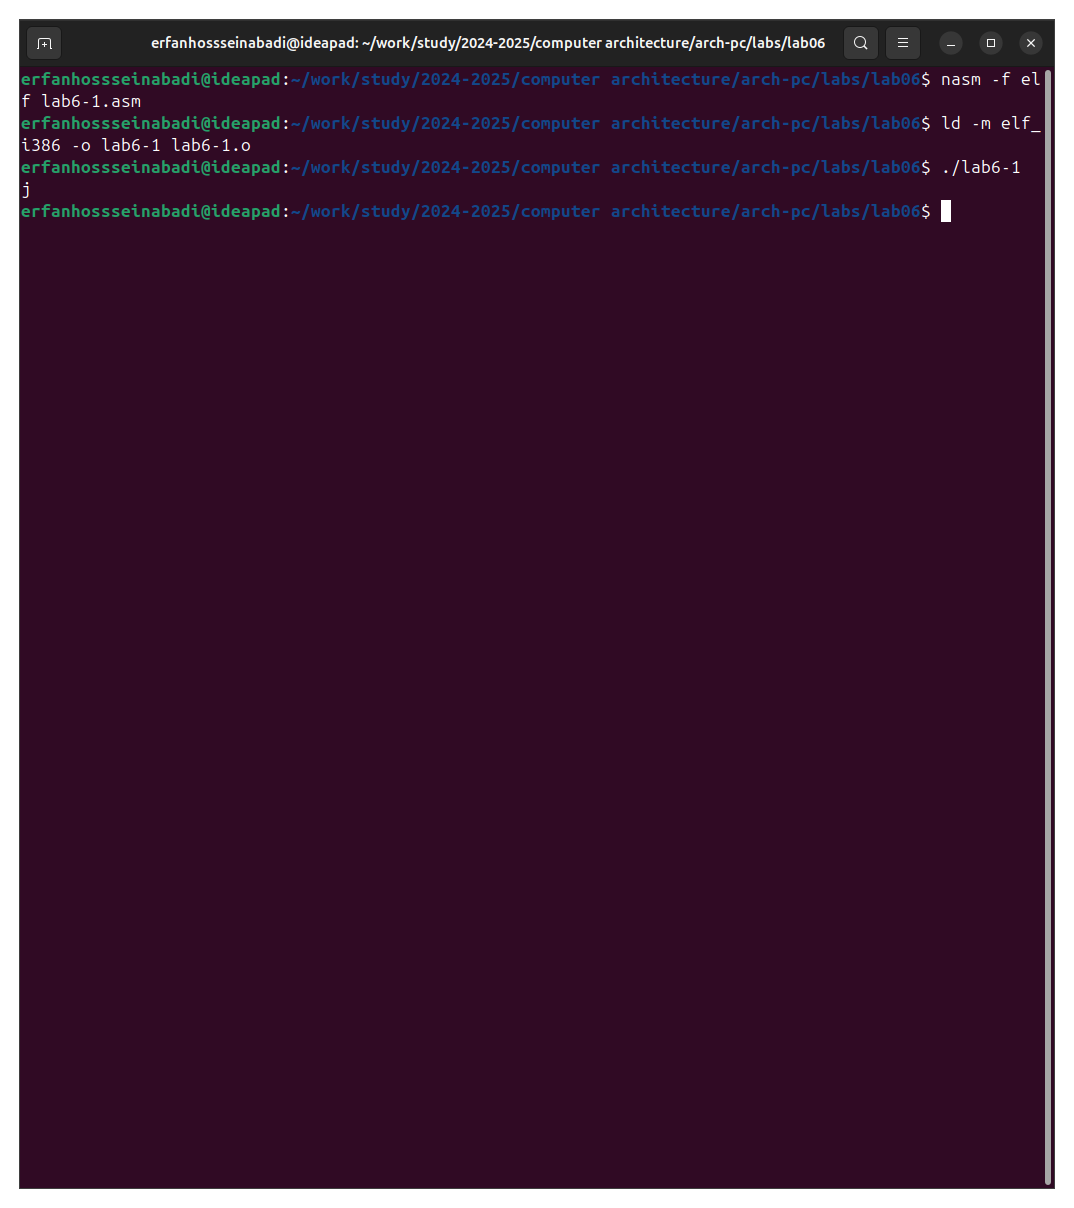 erfanhossseinabadi@ideapad: ~/work/study/2024-2025/computer architecture/arch-pc/labs/lab06
erfanhossseinabadi@ideapad:~/work/study/2024-2025/computer architecture/arch-pc/labs/lab06$ nasm -f el
f lab6-1.asm
erfanhossseinabadi@ideapad:~/work/study/2024-2025/computer architecture/arch-pc/labs/lab06$ ld -m elf_
i386 -o lab6-1 lab6-1.o
erfanhossseinabadi@ideapad:~/work/study/2024-2025/computer architecture/arch-pc/labs/lab06$ ./lab6-1
j
erfanhossseinabadi@ideapad:~/work/study/2024-2025/computer architecture/arch-pc/labs/lab06$